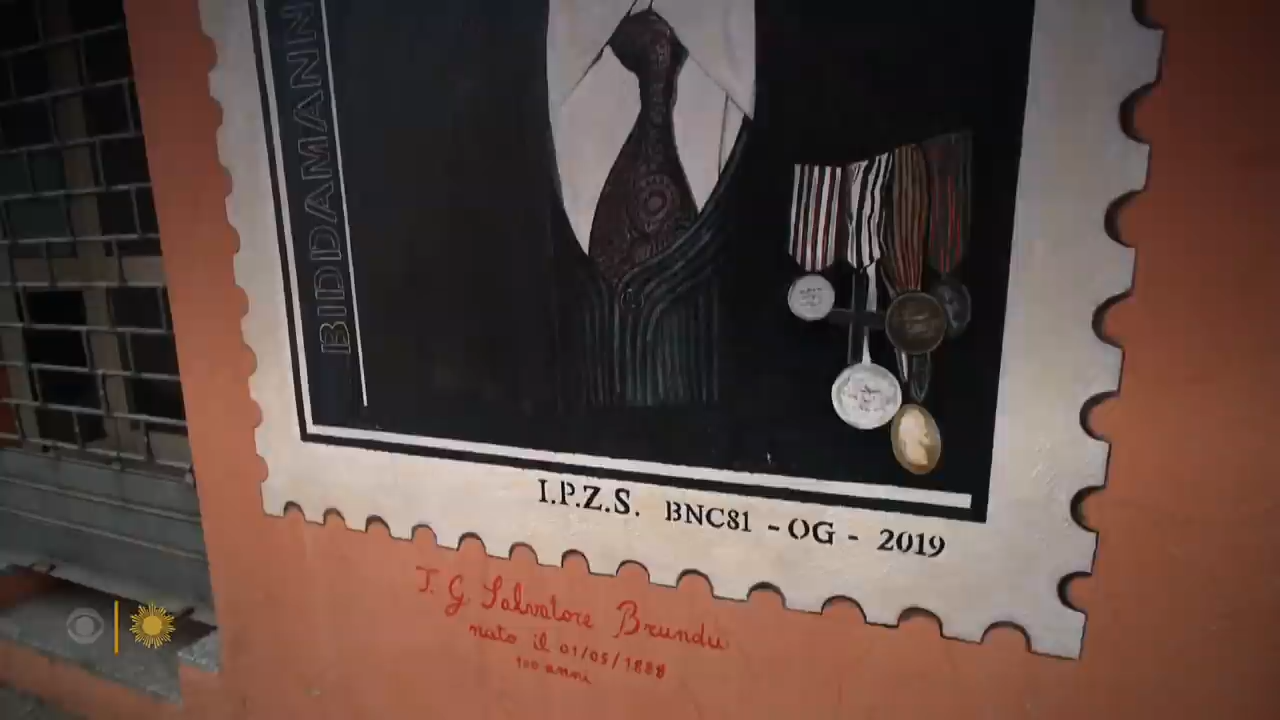 BIDDAMANN
I.P.Z.S. BNC81 - OG - 2019
T. G Salvatore Brundu
nato il 01/05/1888
100 anni